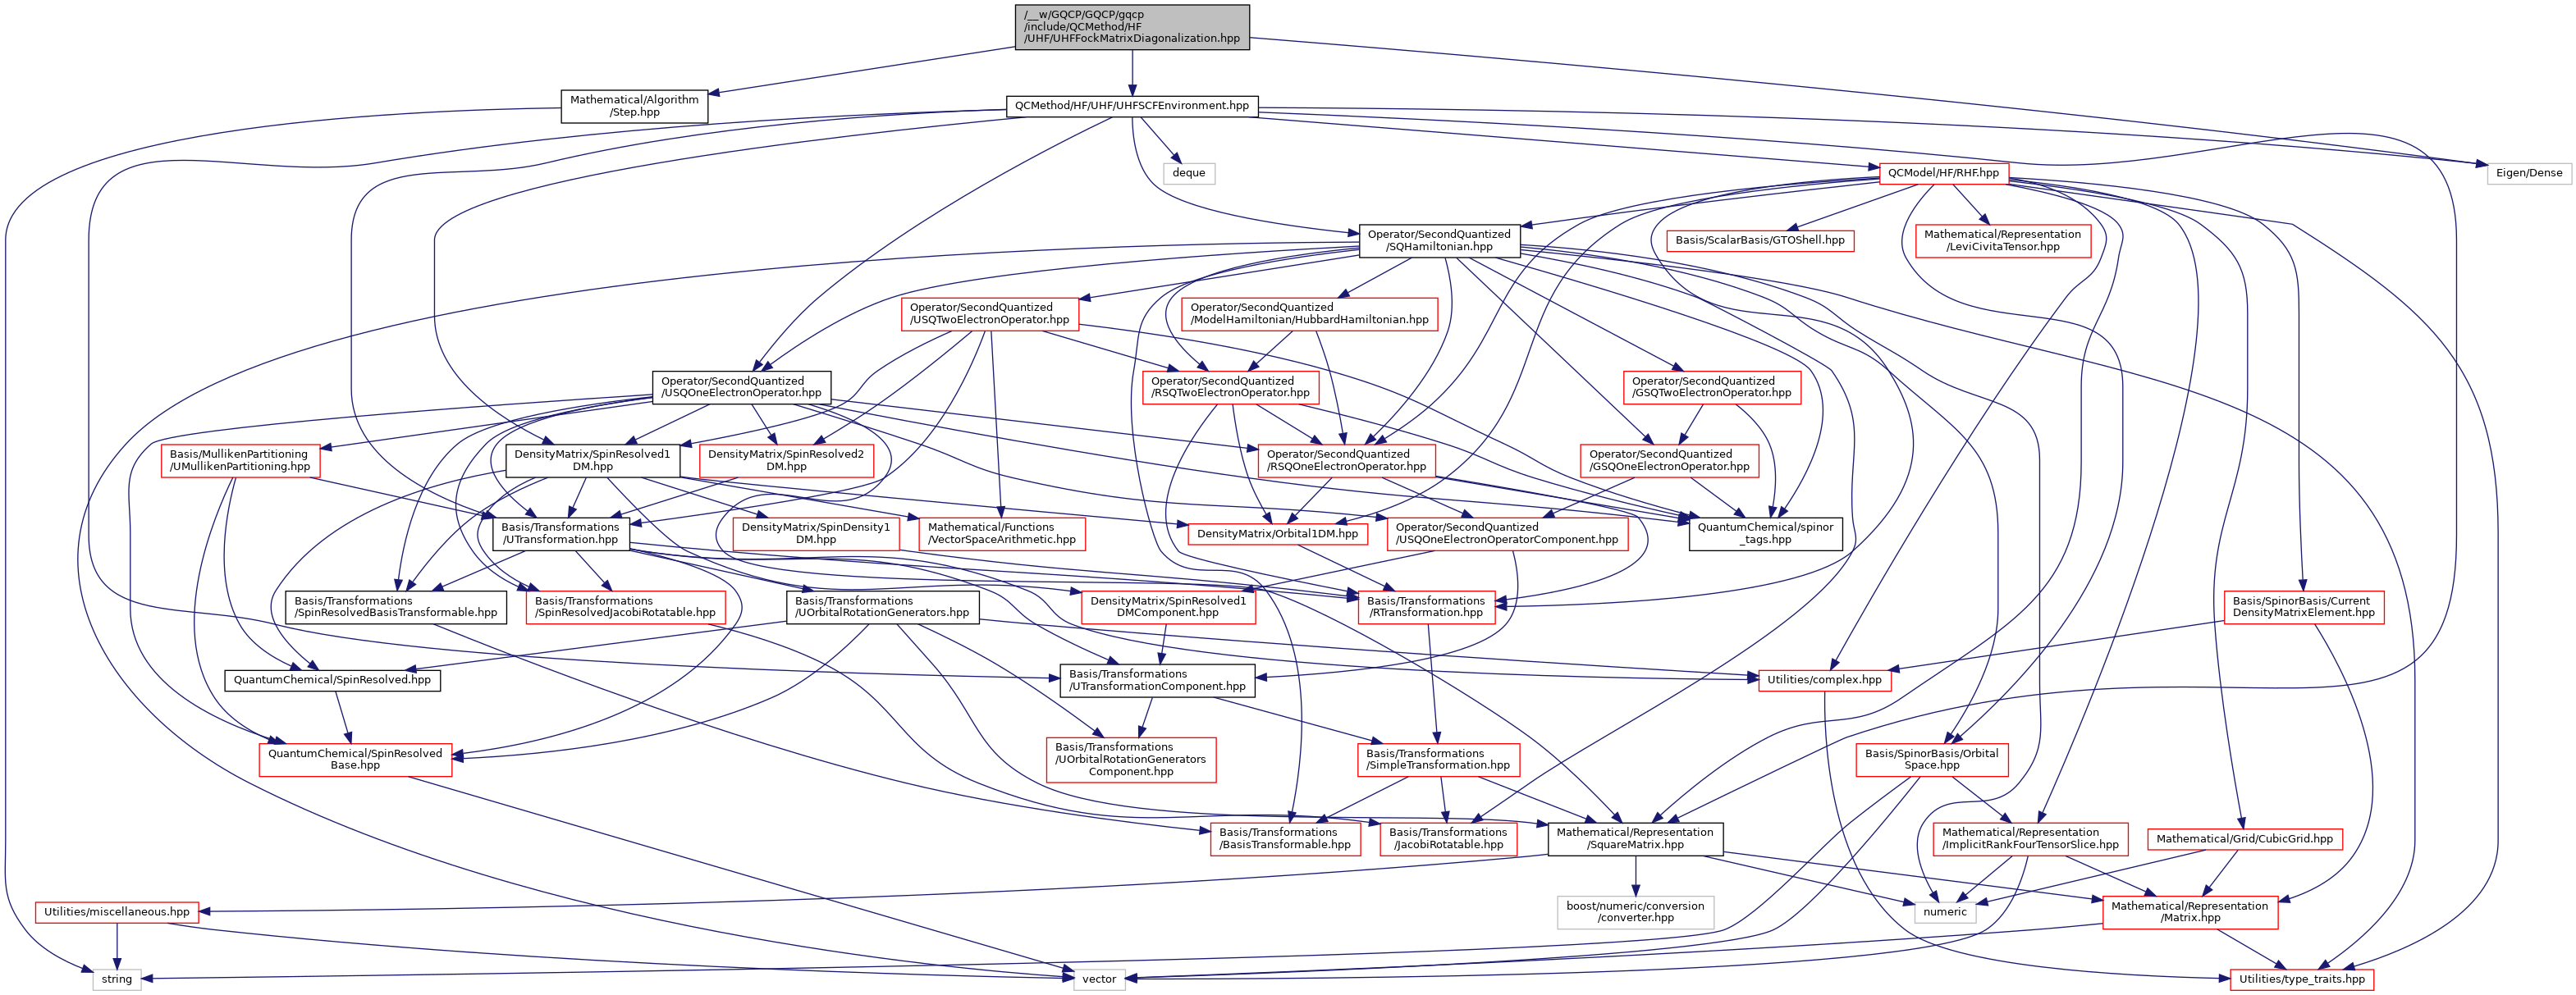 /__w/GQCP/GQCP/gqcp
/include/QCMethod/HF
/UHF/UHFFockMatrixDiagonalization.hpp
Mathematical/Algorithm
/Step.hpp
QCMethod/HF/UHF/UHFSCFEnvironment.hpp
deque
QCModel/HF/RHF.hpp
Eigen/Dense
Operator/SecondQuantized
/SQHamiltonian.hpp
Basis/ScalarBasis/GTOShell.hpp
Mathematical/Representation
/LeviCivitaTensor.hpp
Operator/SecondQuantized
/USQTwoElectronOperator.hpp
Operator/SecondQuantized
/ModelHamiltonian/HubbardHamiltonian.hpp
Operator/SecondQuantized
/USQOneElectronOperator.hpp
Operator/SecondQuantized
/RSQTwoElectronOperator.hpp
Operator/SecondQuantized
/GSQTwoElectronOperator.hpp
Basis/MullikenPartitioning
/UMullikenPartitioning.hpp
DensityMatrix/SpinResolved1
DM.hpp
DensityMatrix/SpinResolved2
DM.hpp
Operator/SecondQuantized
/RSQOneElectronOperator.hpp
Operator/SecondQuantized
/GSQOneElectronOperator.hpp
Basis/Transformations
/UTransformation.hpp
DensityMatrix/SpinDensity1
DM.hpp
Mathematical/Functions
/VectorSpaceArithmetic.hpp
DensityMatrix/Orbital1DM.hpp
Operator/SecondQuantized
/USQOneElectronOperatorComponent.hpp
QuantumChemical/spinor
_tags.hpp
Basis/Transformations
/SpinResolvedBasisTransformable.hpp
Basis/Transformations
/SpinResolvedJacobiRotatable.hpp
Basis/Transformations
/UOrbitalRotationGenerators.hpp
DensityMatrix/SpinResolved1
DMComponent.hpp
Basis/Transformations
/RTransformation.hpp
Basis/SpinorBasis/Current
DensityMatrixElement.hpp
QuantumChemical/SpinResolved.hpp
Basis/Transformations
/UTransformationComponent.hpp
Utilities/complex.hpp
QuantumChemical/SpinResolved
Base.hpp
Basis/Transformations
/UOrbitalRotationGenerators
Component.hpp
Basis/Transformations
/SimpleTransformation.hpp
Basis/SpinorBasis/Orbital
Space.hpp
Basis/Transformations
/BasisTransformable.hpp
Basis/Transformations
/JacobiRotatable.hpp
Mathematical/Representation
/SquareMatrix.hpp
Mathematical/Representation
/ImplicitRankFourTensorSlice.hpp
Mathematical/Grid/CubicGrid.hpp
Utilities/miscellaneous.hpp
boost/numeric/conversion
/converter.hpp
numeric
Mathematical/Representation
/Matrix.hpp
string
vector
Utilities/type_traits.hpp